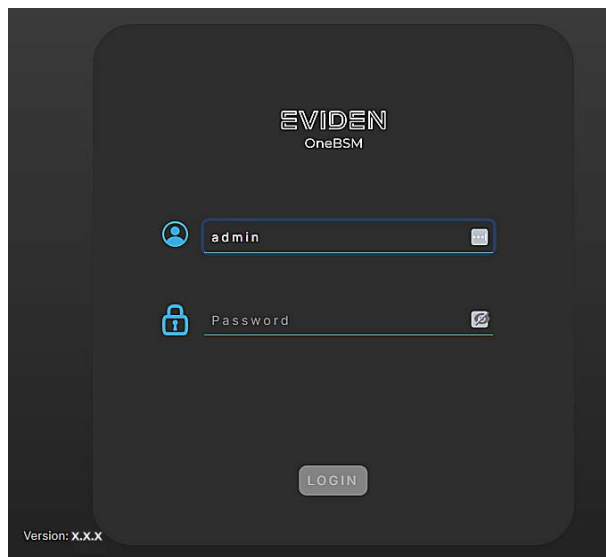 EVIDEN
OneBSM
admin
Password
LOGIN
Version: X.X.X